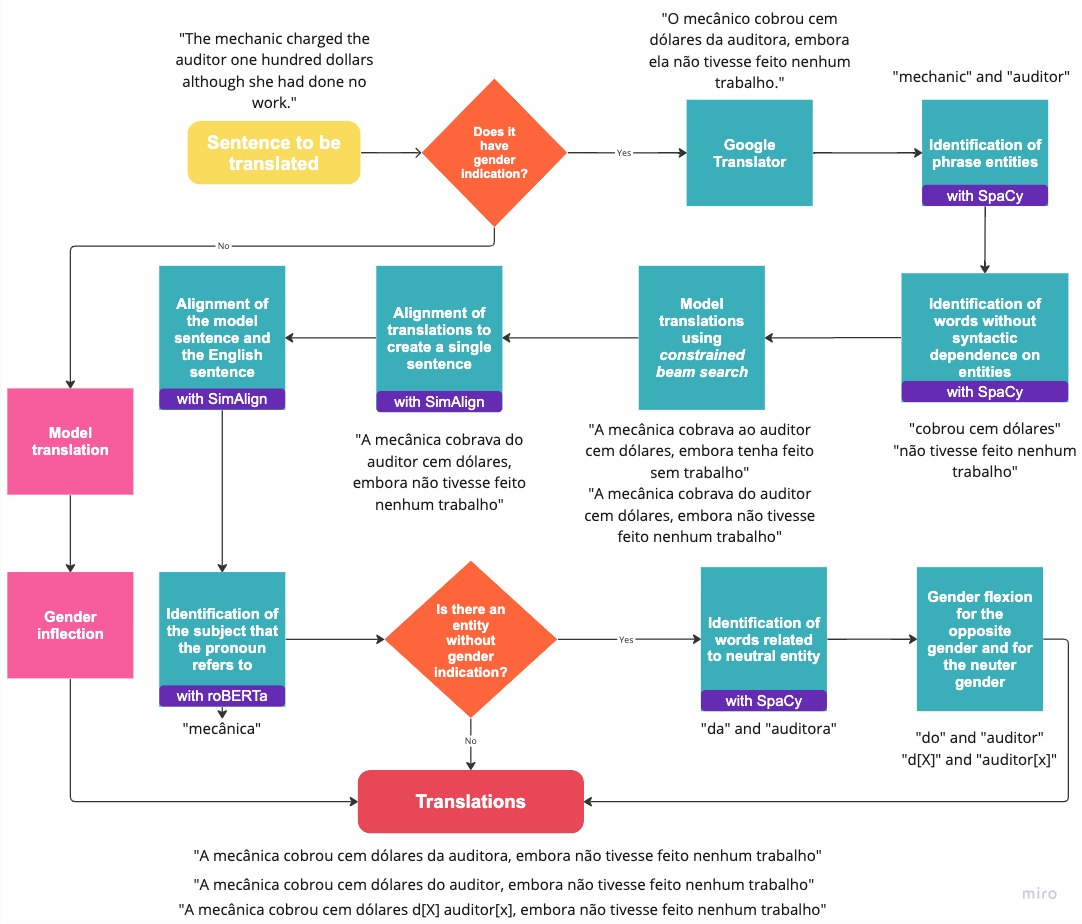 "The mechanic charged the
auditor one hundred dollars
although she had done no
work."
Sentence to be
translated
Does it
have
gender
indication?
Yes
"O mecânico cobrou cem
dólares da auditora, embora
ela não tivesse feito nenhum
trabalho."
Google
Translator
"mechanic" and "auditor"
Identification of
phrase entities
with SpaCy
No
Alignment of
the model
sentence and
the English
sentence
with SimAlign
Alignment of
translations to
create a single
sentence
with SimAlign
"A mecânica cobrava do
auditor cem dólares,
embora não tivesse feito
nenhum trabalho"
Model
translations
using
constrained
beam search
"A mecânica cobrava ao auditor
cem dólares, embora tenha feito
sem trabalho"
"A mecânica cobrava do auditor
cem dólares, embora não tivesse
feito nenhum trabalho"
Identification of
words without
syntactic
dependence on
entities
with SpaCy
"cobrou cem dólares"
"não tivesse feito nenhum
trabalho"
Model
translation
Gender
inflection
Identification of
the subject that
the pronoun
refers to
with roBERTa
"mecânica"
Is there an
entity
without
gender
indication?
Yes
No
Identification of
words related
to neutral entity
with SpaCy
"da" and "auditora"
Gender flexion
for the
opposite
gender and for
the neuter
gender
"do" and "auditor"
"d[X]" and "auditor[x]"
Translations
"A mecânica cobrou cem dólares da auditora, embora não tivesse feito nenhum trabalho"
"A mecânica cobrou cem dólares do auditor, embora não tivesse feito nenhum trabalho"
"A mecânica cobrou cem dólares d[X] auditor[x], embora não tivesse feito nenhum trabalho"
miro